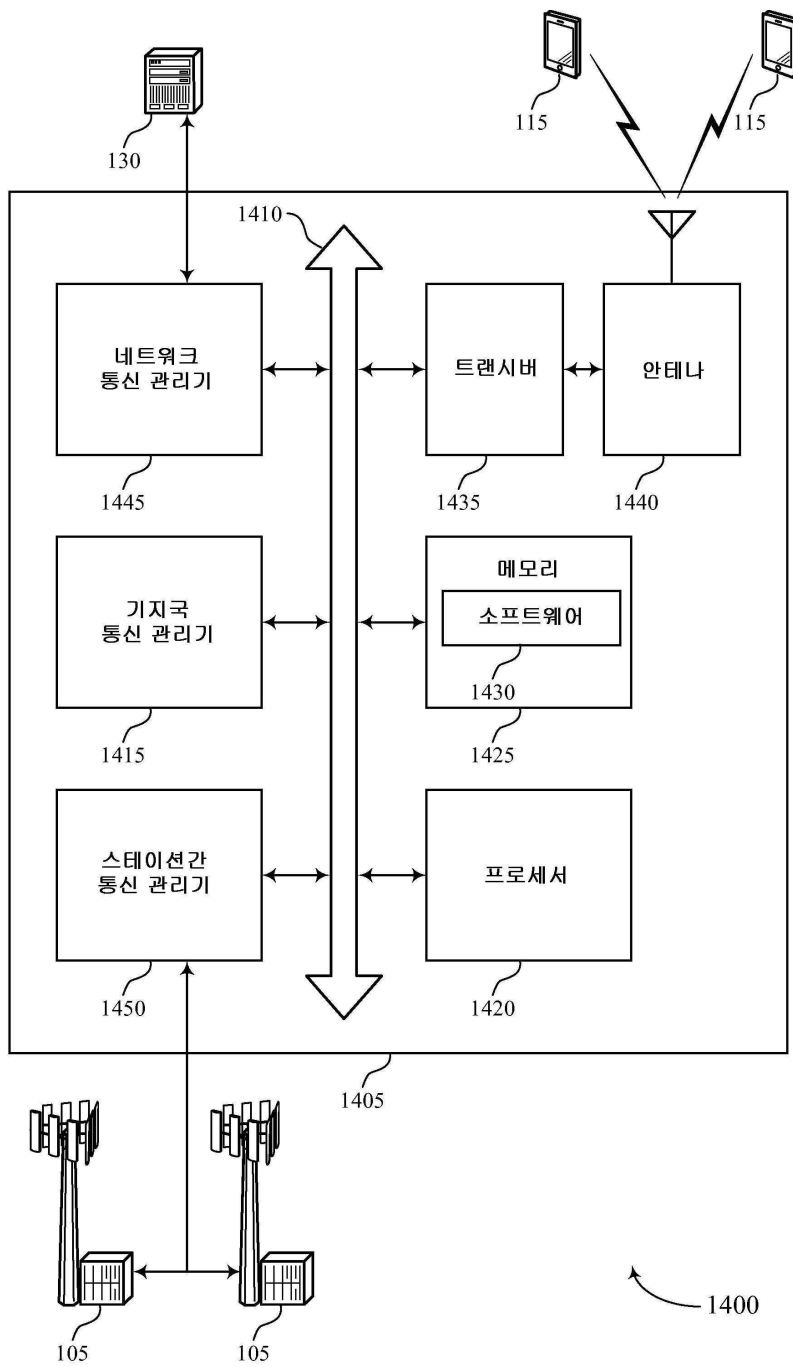 130
115
115
1410
네트워크
통신 관리기
트랜시버
안테나
1445
1435
1440
기지국
통신 관리기
메모리
소프트웨어
1430
1415
1425
스테이션간
통신 관리기
프로세서
1450
1420
1405
105
105
1400